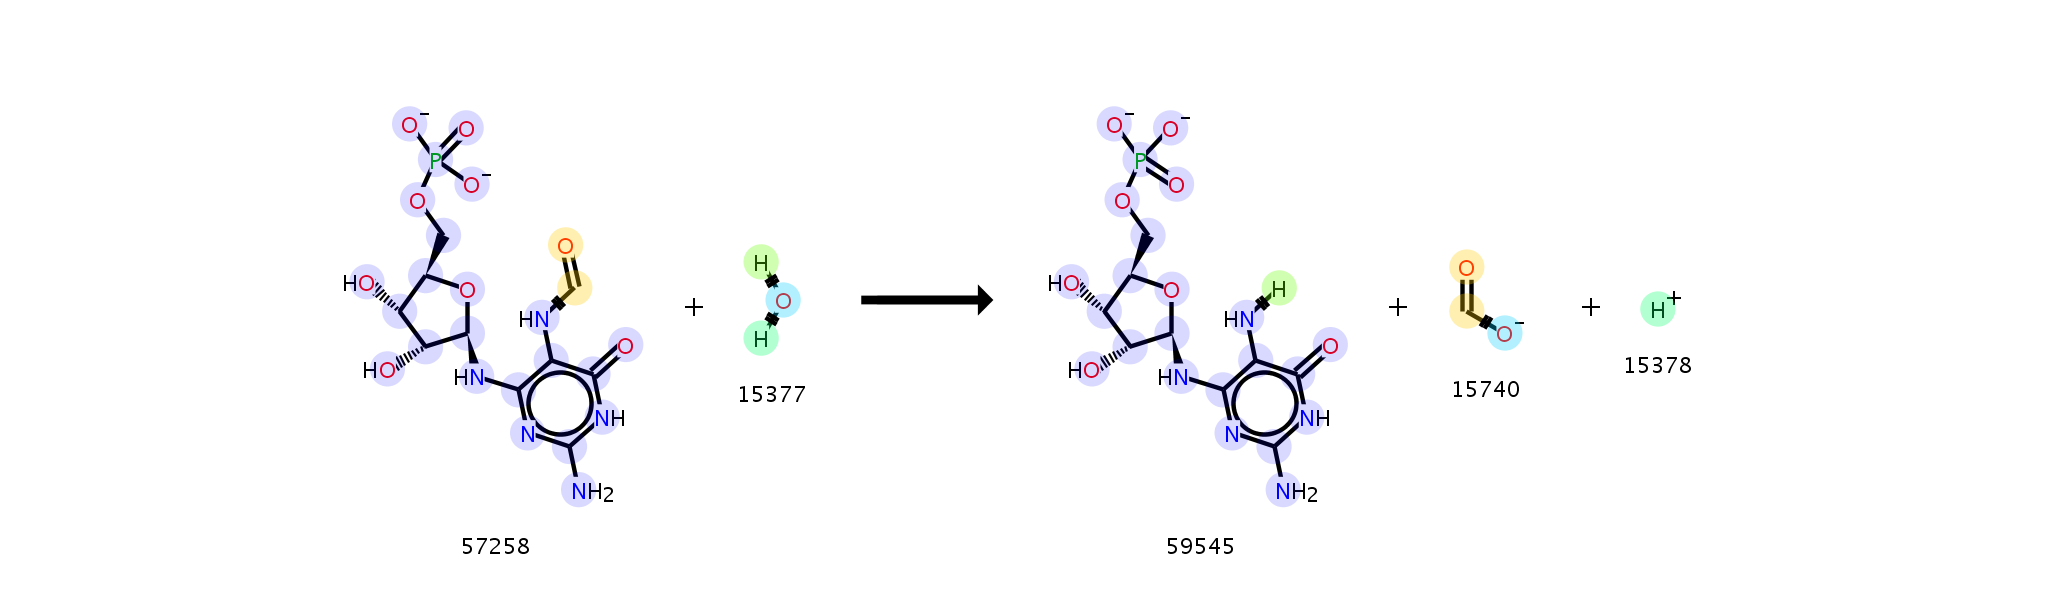 O⁻ O O⁻ O⁻
P P
O⁻ O
O O
O O
HO O H HO O H O
HN + O HN H + O⁻ + H⁺
HO O H HO O
HN HN
15377 15740 15378
N NH N NH
NH2 NH2
57258 59545